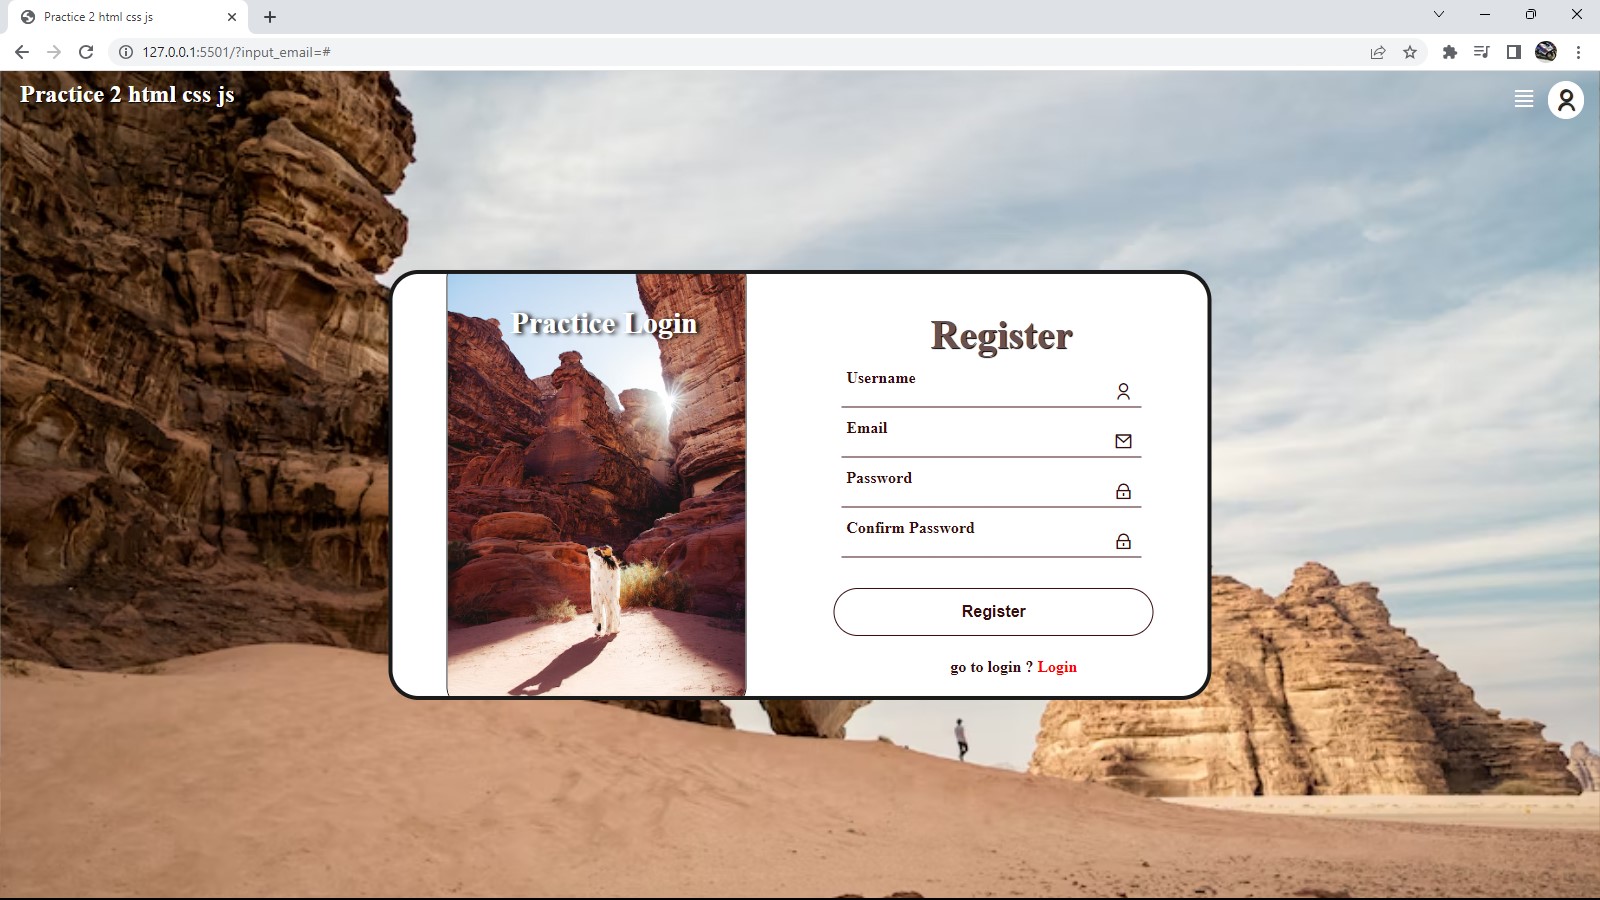 Practice 2 html css js
127.0.0.1:5501/?input_email=#
Practice 2 html css js
Practice Login
Register
Username
Email
Password
Confirm Password
Register
go to login ? Login